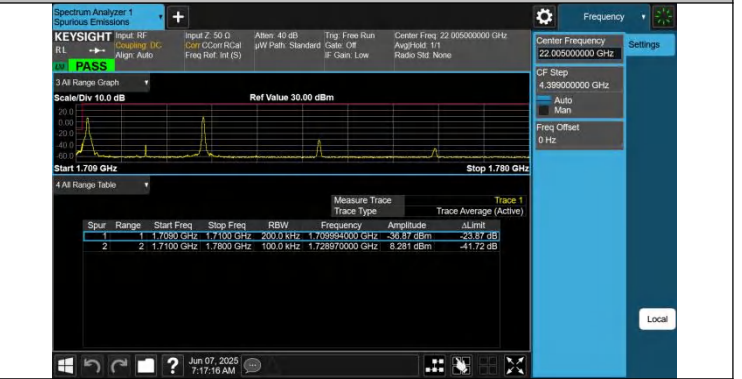 Spectrum Analyzer 1
Spurious Emissions
Frequency
KEYSIGHT Input: RF Input Z: 50 Ω Atten: 40 dB Trig: Free Run Center Freq: 22.005000000 GHz
RL Coupling: DC Corr CCorr RCal µW Path: Standard Gate: Off Avg|Hold: 1/1
Align: Auto Freq Ref: Int (S) IF Gain: Low Radio Std: None
PASS
Center Frequency
22.005000000 GHz
Settings
CF Step
4.399000000 GHz
Auto
Man
Freq Offset
0 Hz
3 All Range Graph
Scale/Div 10.0 dB Ref Value 30.00 dBm
20.0
0.00
-20.0
-40.0
-60.0
Start 1.709 GHz Stop 1.780 GHz
4 All Range Table
Measure Trace Trace 1
Trace Type Trace Average (Active)
Spur Range Start Freq Stop Freq RBW Frequency Amplitude ΔLimit
1 1 1.7090 GHz 1.7100 GHz 200.0 kHz 1.709994000 GHz -36.87 dBm -23.87 dB
2 2 1.7100 GHz 1.7800 GHz 100.0 kHz 1.728970000 GHz 8.281 dBm -41.72 dB
Local
? Jun 07, 2025
7:17:16 AM